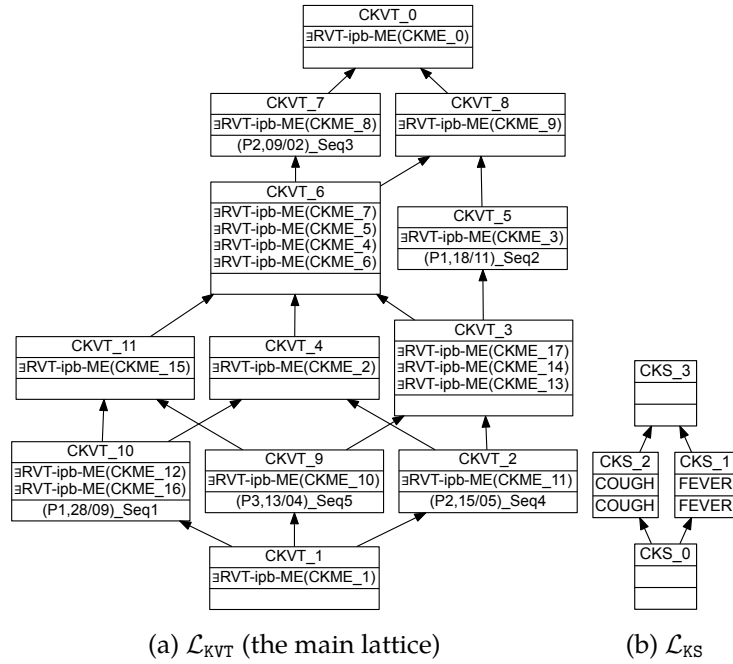 CKVT_0
∃RVT-ipb-ME(CKME_0)
CKVT_7
∃RVT-ipb-ME(CKME_8)
(P2,09/02)_Seq3
CKVT_8
∃RVT-ipb-ME(CKME_9)
CKVT_6
∃RVT-ipb-ME(CKME_7)
∃RVT-ipb-ME(CKME_5)
∃RVT-ipb-ME(CKME_4)
∃RVT-ipb-ME(CKME_6)
CKVT_5
∃RVT-ipb-ME(CKME_3)
(P1,18/11)_Seq2
CKVT_11
∃RVT-ipb-ME(CKME_15)
CKVT_4
∃RVT-ipb-ME(CKME_2)
CKVT_3
∃RVT-ipb-ME(CKME_17)
∃RVT-ipb-ME(CKME_14)
∃RVT-ipb-ME(CKME_13)
CKVT_10
∃RVT-ipb-ME(CKME_12)
∃RVT-ipb-ME(CKME_16)
(P1,28/09)_Seq1
CKVT_9
∃RVT-ipb-ME(CKME_10)
(P3,13/04)_Seq5
CKVT_2
∃RVT-ipb-ME(CKME_11)
(P2,15/05)_Seq4
CKVT_1
∃RVT-ipb-ME(CKME_1)
CKS_3
CKS_2
COUGH
COUGH
CKS_1
FEVER
FEVER
CKS_0
(a) ℒKVT (the main lattice)
(b) ℒKS